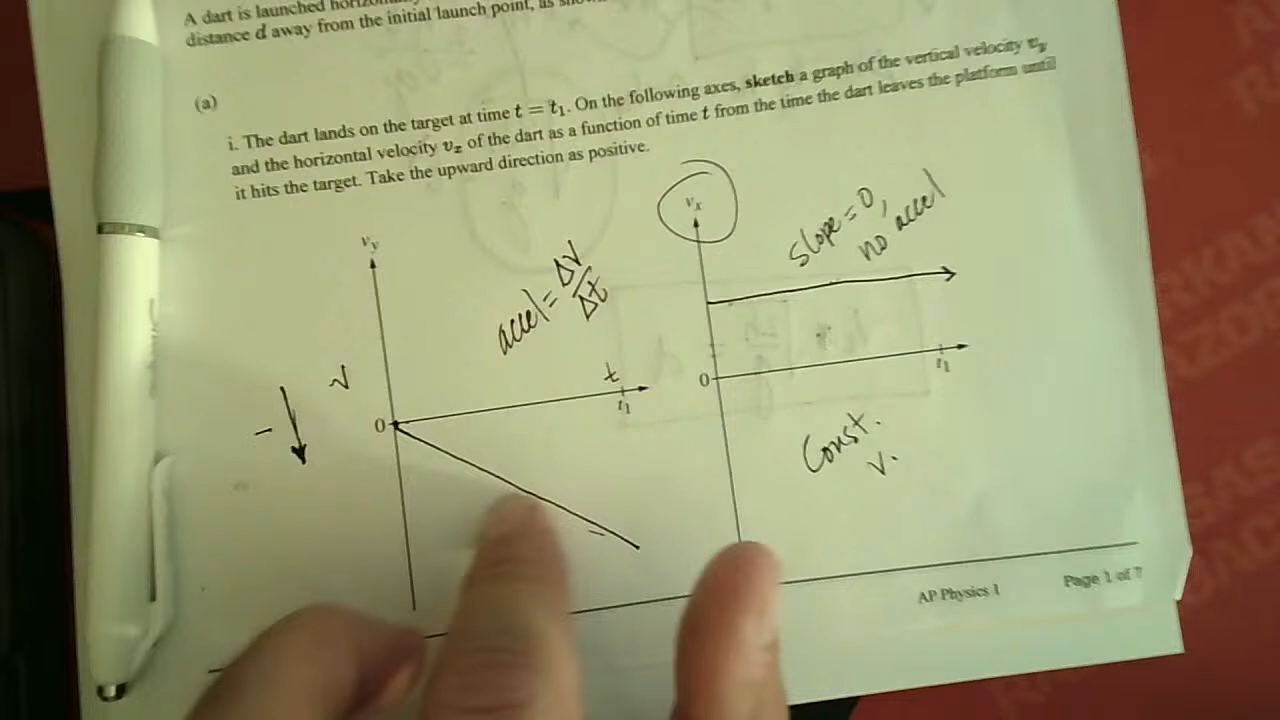 A dart is launched
distance d away from the initial launch point, as
(a)
i. The dart lands on the target at time t = t₁. On the following axes, sketch a graph of the vertical velocity v_y
and the horizontal velocity vₓ of the dart as a function of time t from the time the dart leaves the platform until
it hits the target. Take the upward direction as positive.
v_y
accel = Δv/Δt
vₓ
slope = 0,
no accel
-
v
0
t
t₁
0
t₁
Const.
v.
AP Physics 1
Page 1 of 7